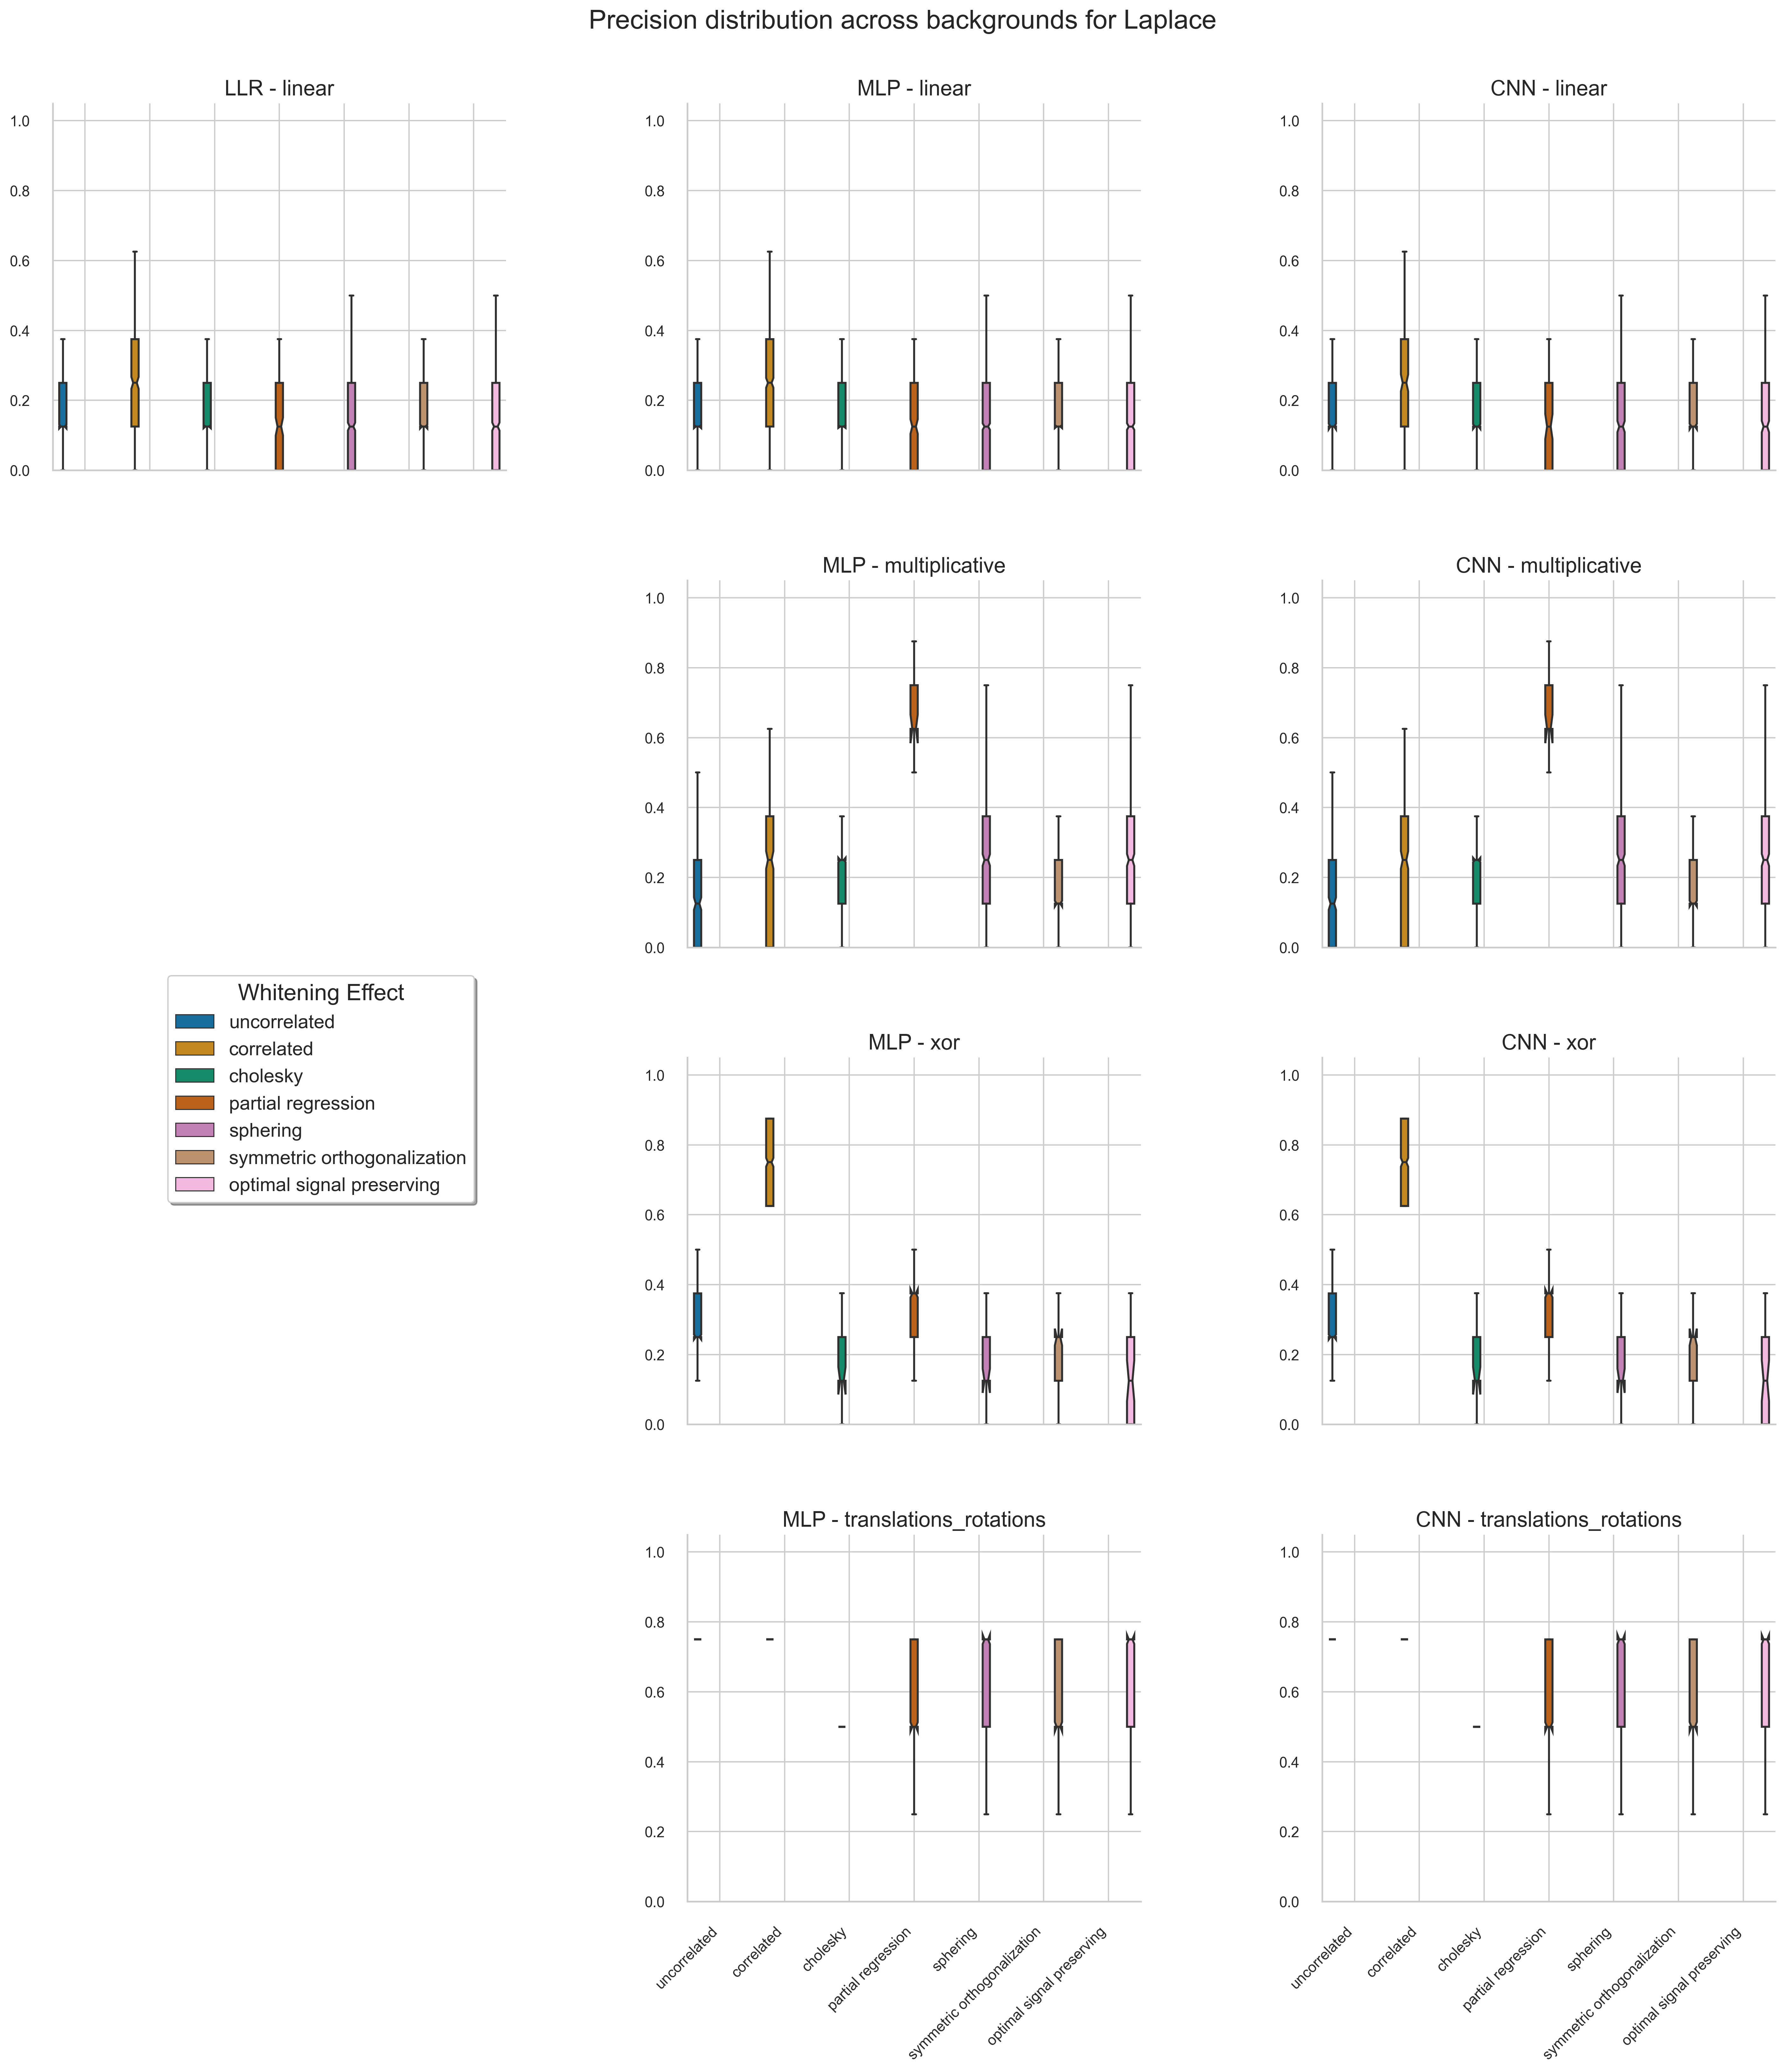 Precision distribution across backgrounds for Laplace
LLR - linear
1.0
0.8
0.6
0.4
0.2
0.0
MLP - linear
1.0
0.8
0.6
0.4
0.2
0.0
CNN - linear
1.0
0.8
0.6
0.4
0.2
0.0
MLP - multiplicative
1.0
0.8
0.6
0.4
0.2
0.0
CNN - multiplicative
1.0
0.8
0.6
0.4
0.2
0.0
Whitening Effect
uncorrelated
correlated
cholesky
partial regression
sphering
symmetric orthogonalization
optimal signal preserving
MLP - xor
1.0
0.8
0.6
0.4
0.2
0.0
CNN - xor
1.0
0.8
0.6
0.4
0.2
0.0
MLP - translations_rotations
1.0
0.8
0.6
0.4
0.2
0.0
uncorrelated
correlated
cholesky
partial regression
sphering
symmetric orthogonalization
optimal signal preserving
CNN - translations_rotations
1.0
0.8
0.6
0.4
0.2
0.0
uncorrelated
correlated
cholesky
partial regression
sphering
symmetric orthogonalization
optimal signal preserving